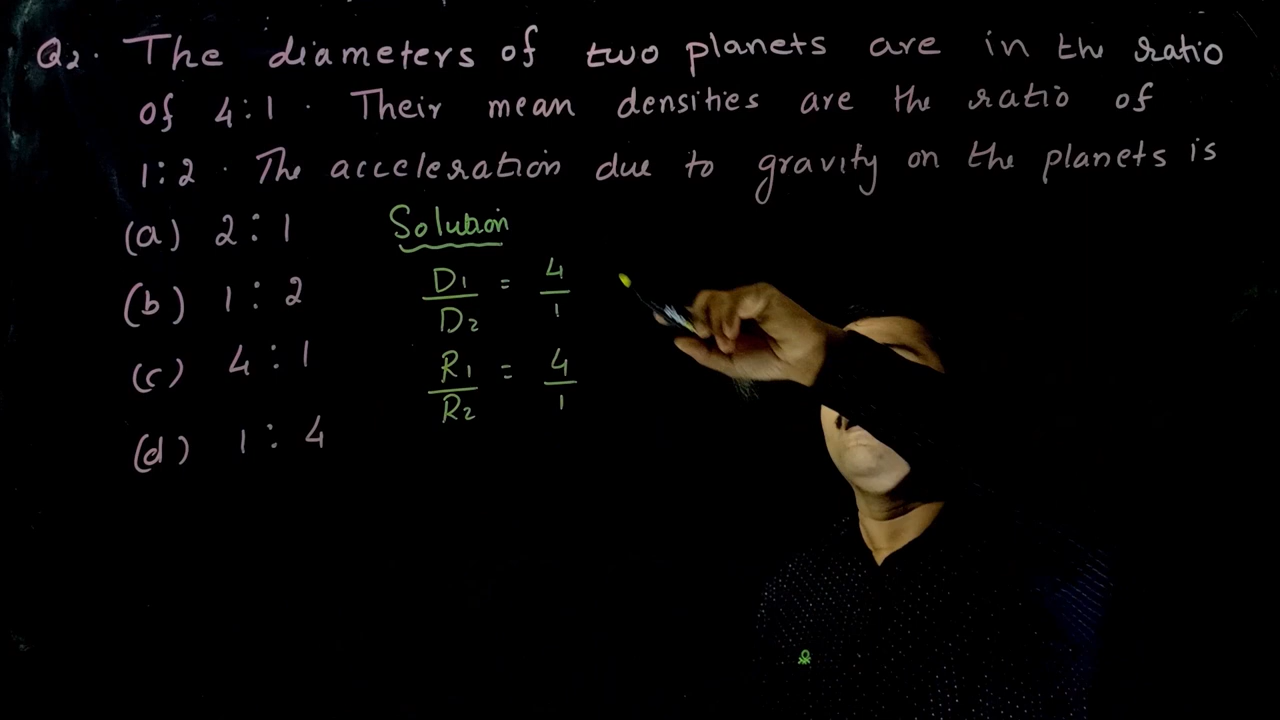 Q2. The diameters of two planets are in the ratio
of 4:1. Their mean densities are the ratio of
1:2. The acceleration due to gravity on the planets is
(a) 2:1
(b) 1:2
(c) 4:1
(d) 1:4
Solution
D1/D2 = 4/1
R1/R2 = 4/1